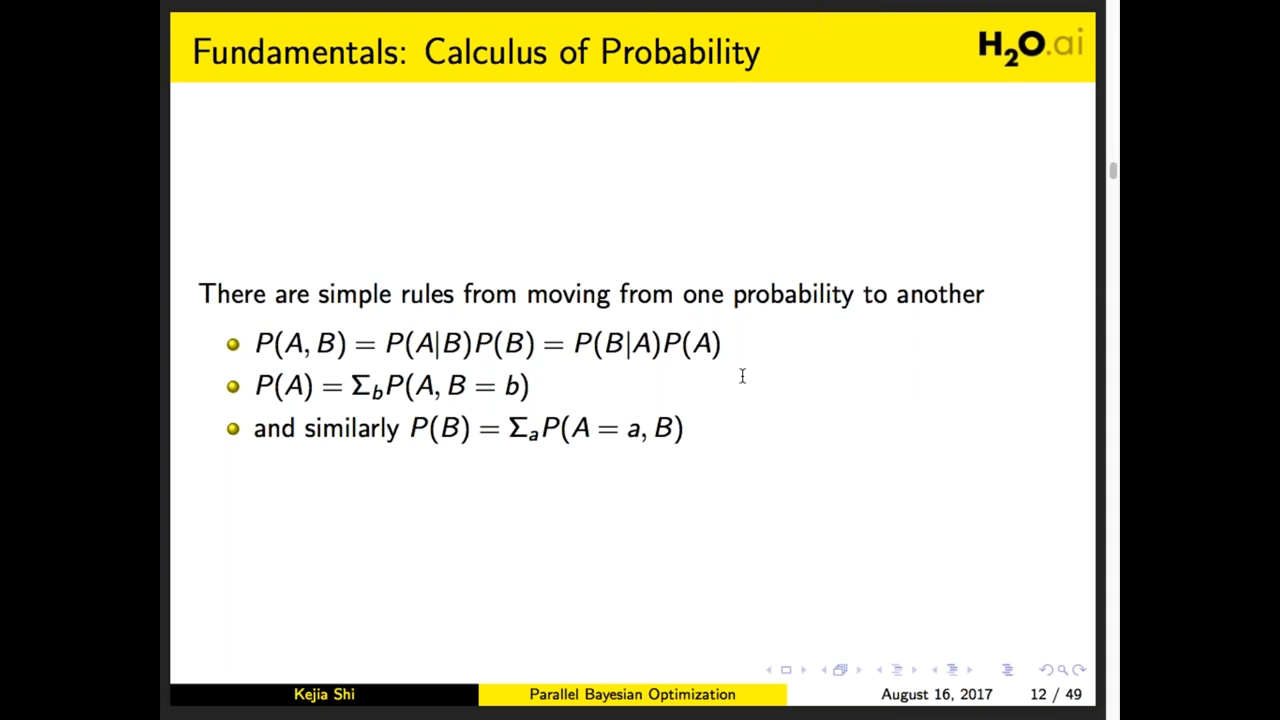 Fundamentals: Calculus of Probability
H2O.ai
There are simple rules from moving from one probability to another
P(A, B) = P(A|B)P(B) = P(B|A)P(A)
P(A) = Σ_b P(A, B = b)
and similarly P(B) = Σ_a P(A = a, B)
Kejia Shi Parallel Bayesian Optimization August 16, 2017 12 / 49